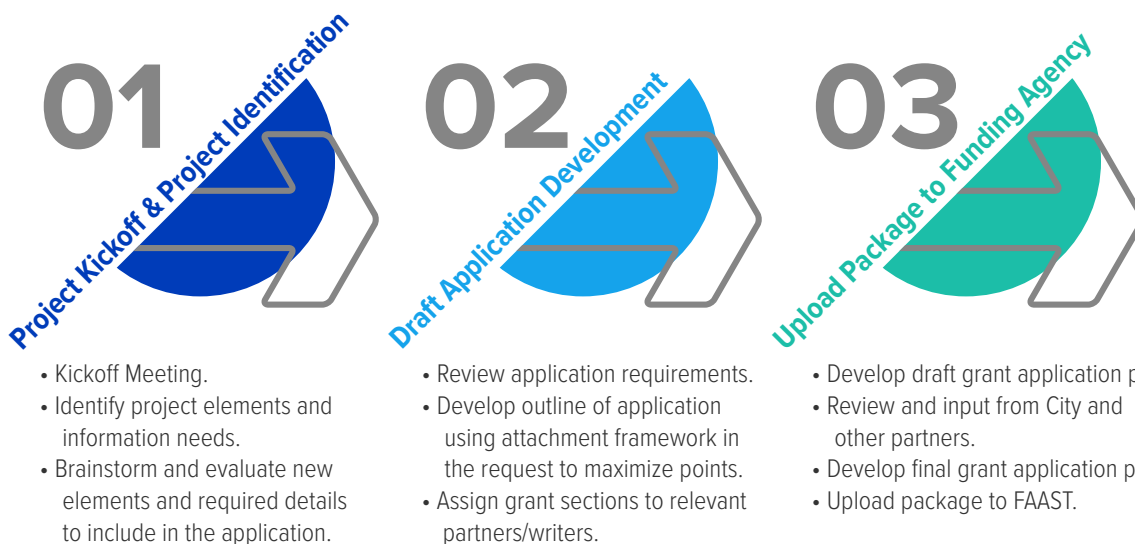 01
Project Kickoff & Project Identification
• Kickoff Meeting.
• Identify project elements and
information needs.
• Brainstorm and evaluate new
elements and required details
to include in the application.
02
Draft Application Development
• Review application requirements.
• Develop outline of application
using attachment framework in
the request to maximize points.
• Assign grant sections to relevant
partners/writers.
03
Upload Package to Funding Agency
• Develop draft grant application
• Review and input from City and
other partners.
• Develop final grant application
• Upload package to FAAST.